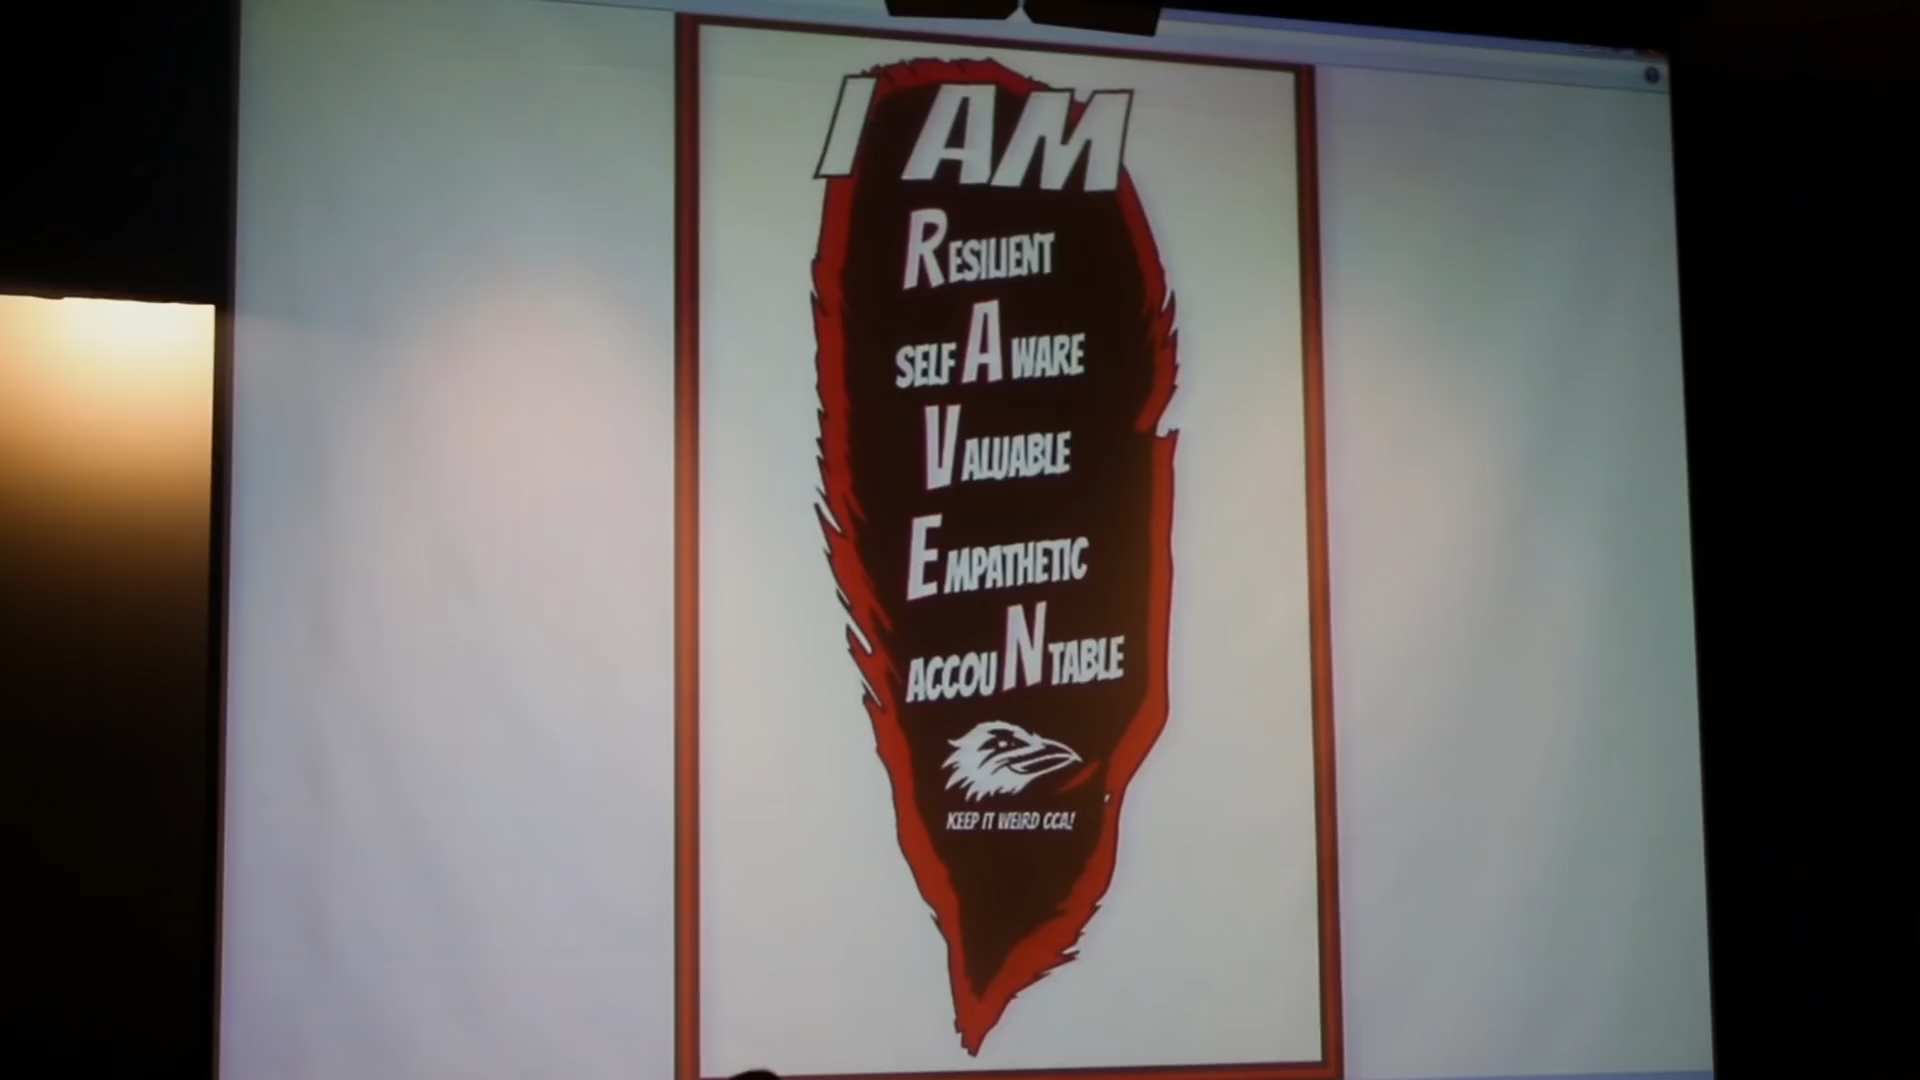 I AM
RESILIENT
SELF AWARE
VALUABLE
EMPATHETIC
ACCOUNTABLE
KEEP IT WEIRD CCA!